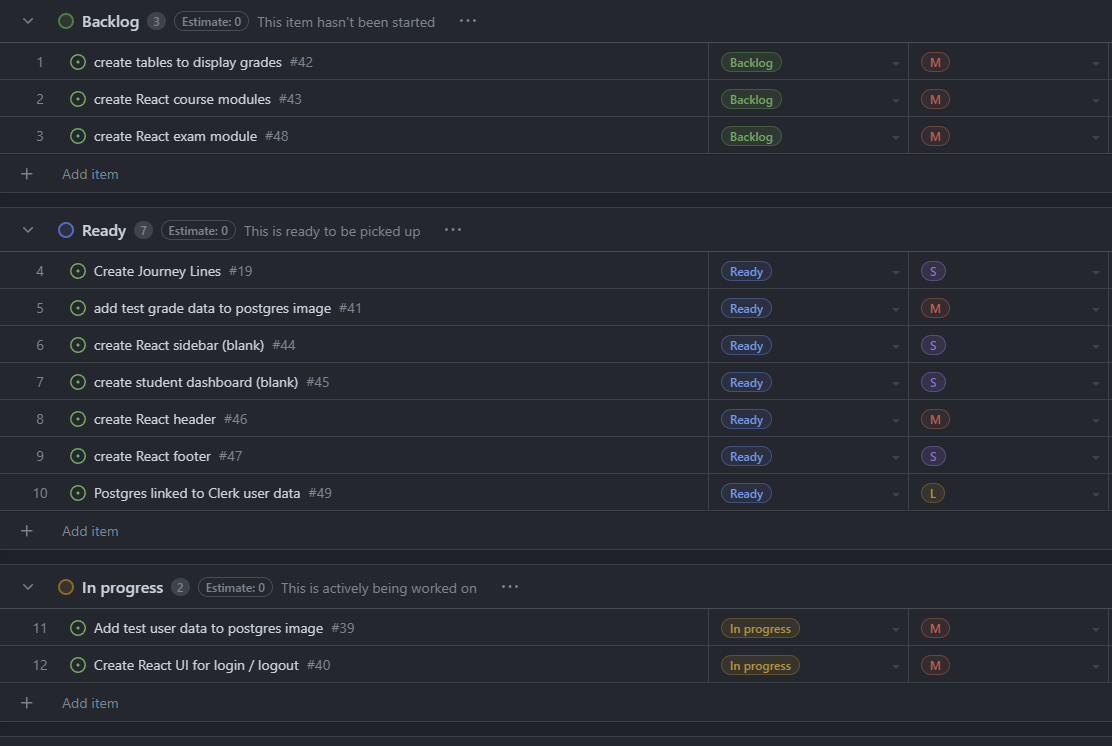 Backlog 3 Estimate: 0 This item hasn't been started ...
1 create tables to display grades #42 Backlog M
2 create React course modules #43 Backlog M
3 create React exam module #48 Backlog M
+ Add item
Ready 7 Estimate: 0 This is ready to be picked up ...
4 Create Journey Lines #19 Ready S
5 add test grade data to postgres image #41 Ready M
6 create React sidebar (blank) #44 Ready S
7 create student dashboard (blank) #45 Ready S
8 create React header #46 Ready M
9 create React footer #47 Ready S
10 Postgres linked to Clerk user data #49 Ready L
+ Add item
In progress 2 Estimate: 0 This is actively being worked on ...
11 Add test user data to postgres image #39 In progress M
12 Create React UI for login / logout #40 In progress M
+ Add item